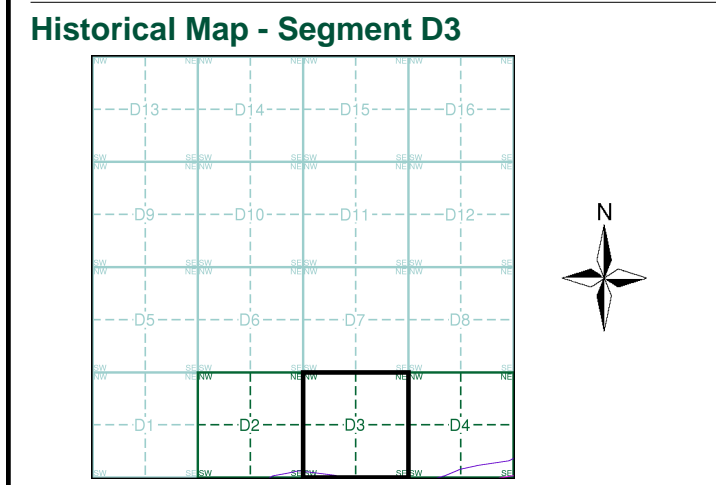 Historical Map - Segment D3
NW NE NW NE NW NE NW NE
D13 D14 D15 D16
N
SW SE SW SE SW SE SW SE
NW NE NW NE NW NE NW NE
D9 D10 D11 D12
SW SE SW SE SW SE SW SE
NW NE NW NE NW NE NW NE
D5 D6 D7 D8
SW SE SW SE SW SE SW SE
NW NE NW NE NW NE NW NE
D1 D2 D3 D4
SW SE SW SE SW SE SW SE